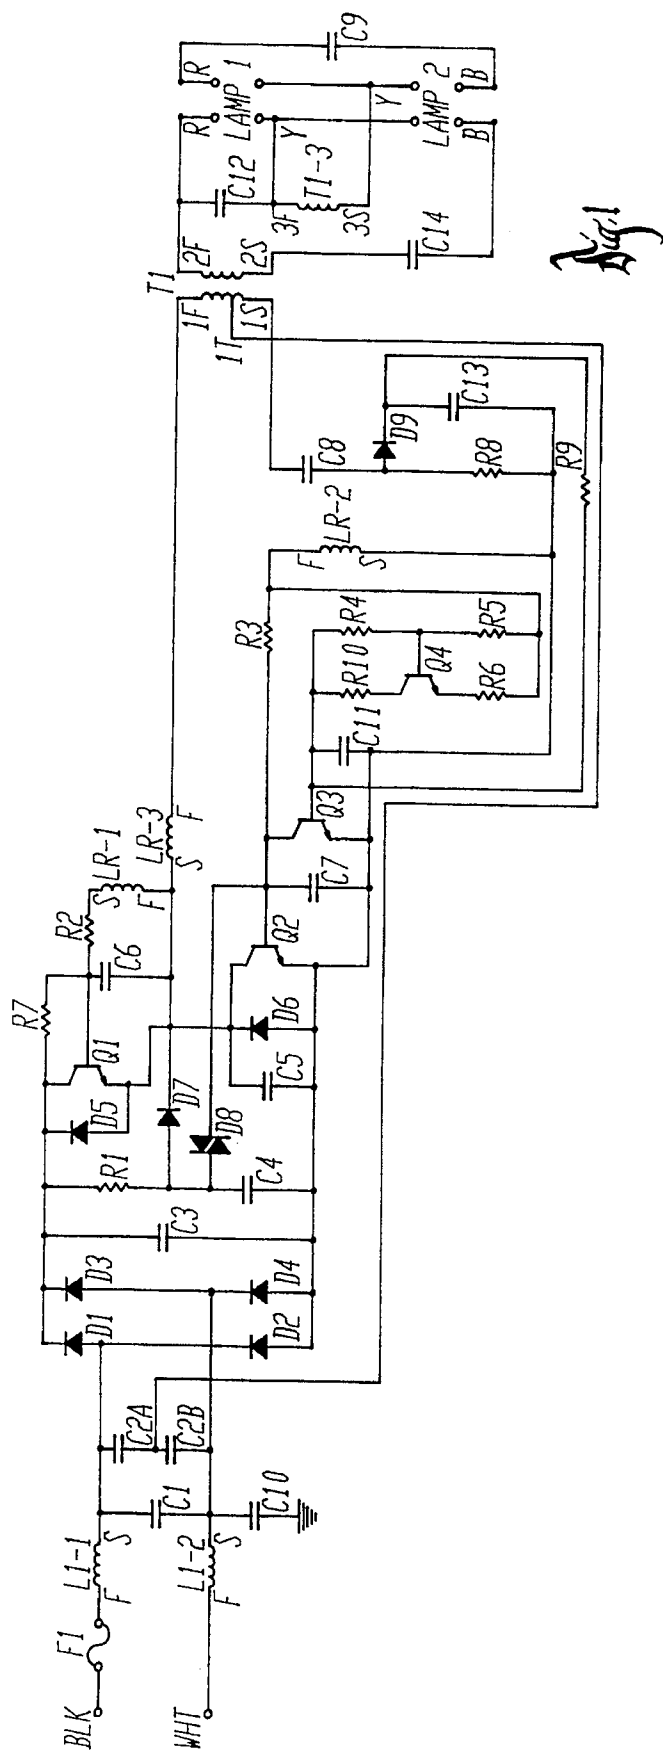 BLK
WHT
F1
F
L1-1
S
F
L1-2
S
C1
C10
C2A
C2B
D1
D3
D2
D4
C3
R1
C4
D5
Q1
D7
D8
R7
C6
R2
S
LR-1
F
C5
D6
Q2
C7
Q3
S
LR-3
F
R3
C11
R10
R4
Q4
R6
R5
F
LR-2
S
C8
D9
R8
C13
R9
T1
1F
2F
1T
1S
2S
C12
3F
T1-3
3S
C14
R
R
LAMP 1
Y
Y
LAMP 2
B
B
C9
Fig.1